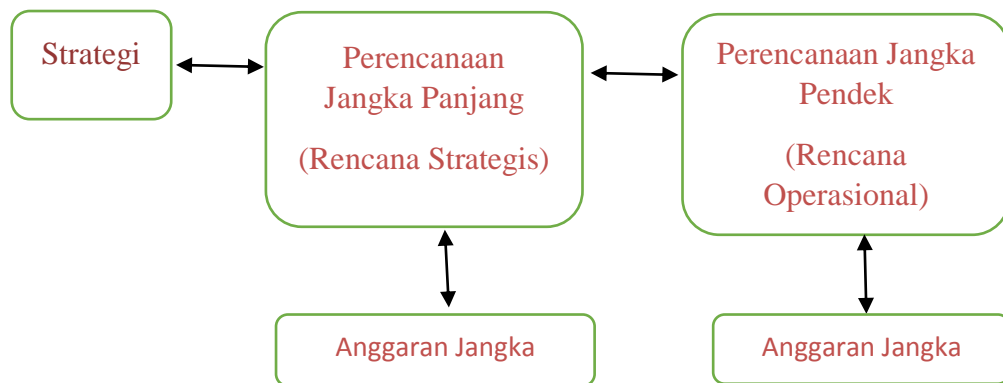 Strategi
Perencanaan
Jangka Panjang
(Rencana Strategis)
Perencanaan Jangka
Pendek
(Rencana
Operasional)
Anggaran Jangka
Anggaran Jangka